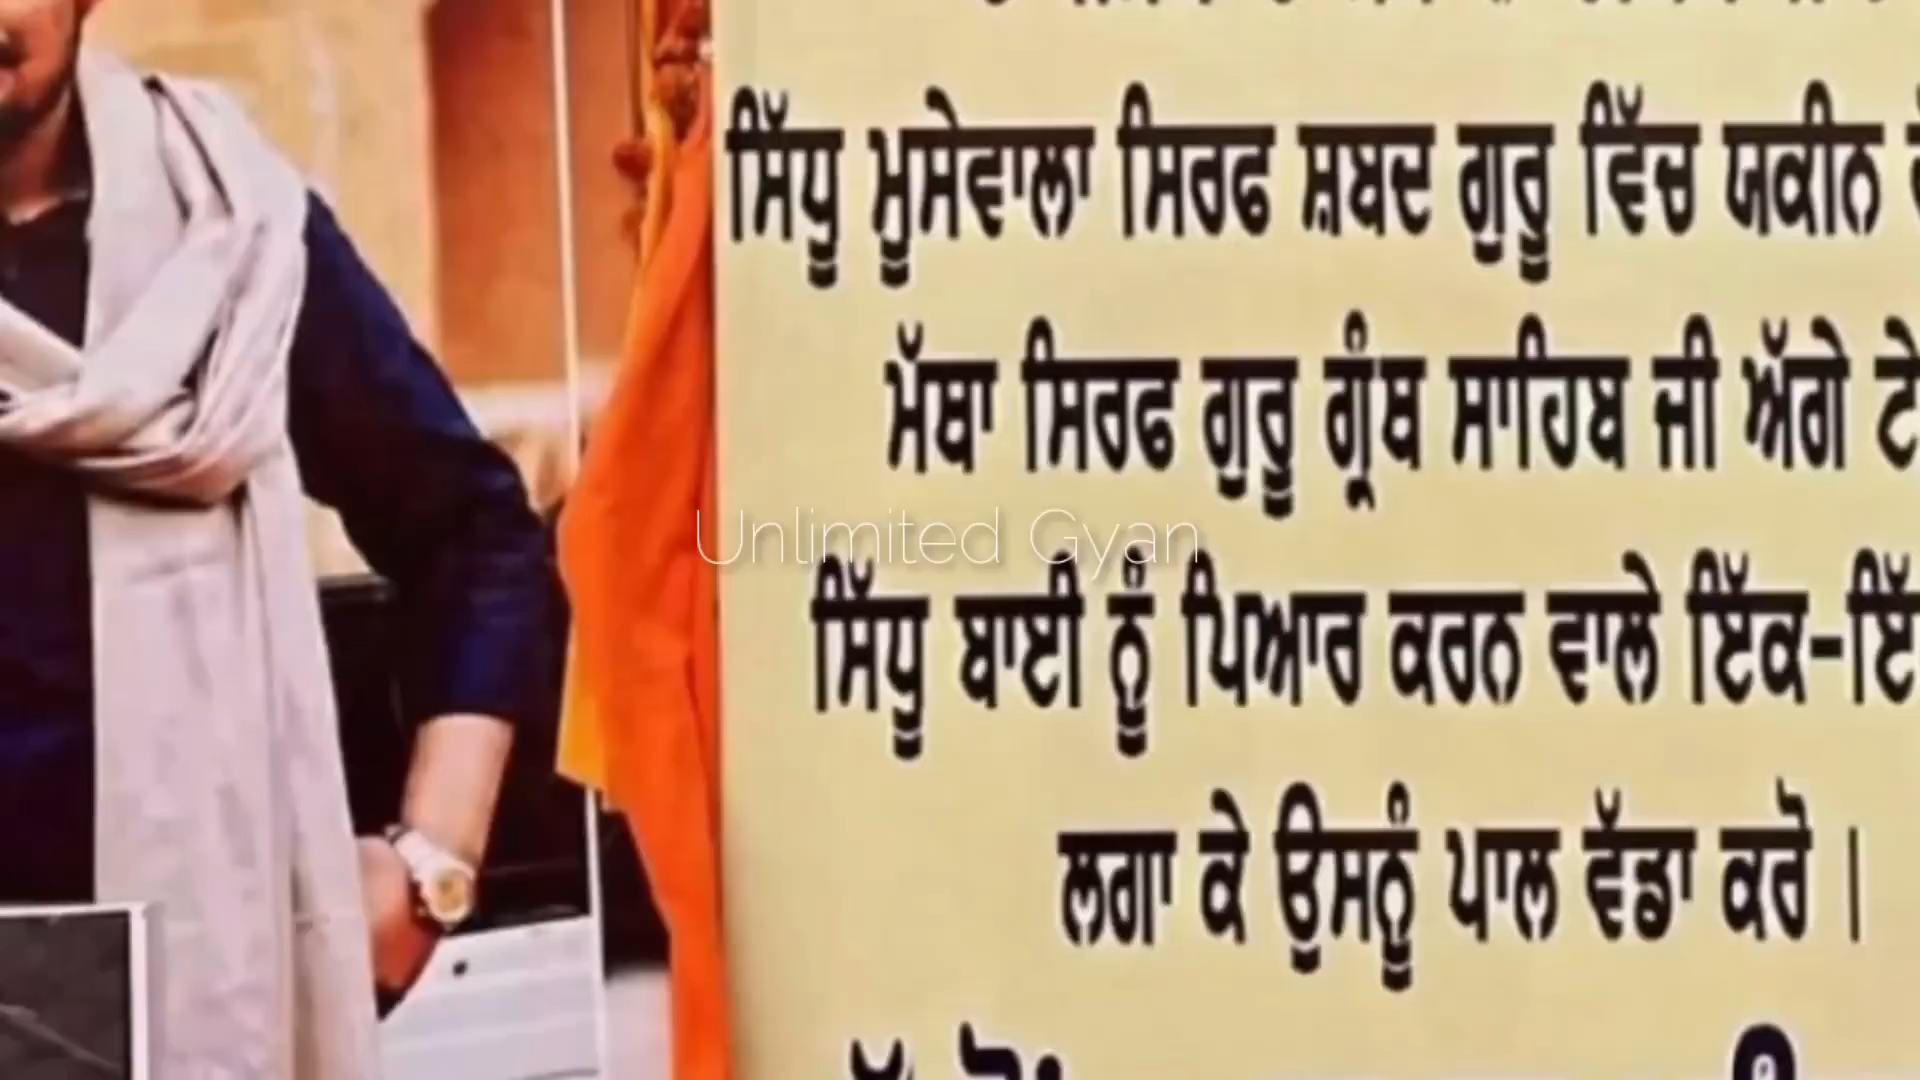 ਸਿੱਧੂ ਮੂਸੇਵਾਲਾ ਸਿਰਫ ਸ਼ਬਦ ਗੁਰੂ ਵਿੱਚ ਯਕੀਨ
ਮੱਥਾ ਸਿਰਫ ਗੁਰੂ ਗ੍ਰੰਥ ਸਾਹਿਬ ਜੀ ਅੱਗੇ
Unlimited Gyan
ਸਿੱਧੂ ਬਾਈ ਨੂੰ ਪਿਆਰ ਕਰਨ ਵਾਲੇ ਇੱਕ-ਇੱ
ਲਗਾ ਕੇ ਉਸਨੂੰ ਪਾਲ ਵੱਡਾ ਕਰੋ ।